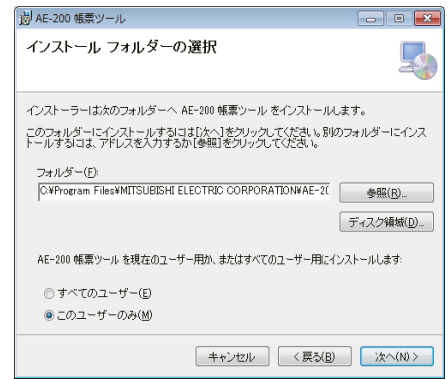 AE-200 帳票ツール
インストール フォルダーの選択
インストーラーは次のフォルダーへ AE-200 帳票ツール をインストールします。
このフォルダーにインストールするには[次へ]をクリックしてください。別のフォルダーにインス
トールするには、アドレスを入力するか[参照]をクリックしてください。
フォルダー(F):
C:¥Program Files¥MITSUBISHI ELECTRIC CORPORATION¥AE-20
参照(R)...
ディスク領域(D)...
AE-200 帳票ツール を現在のユーザー用か、またはすべてのユーザー用にインストールします:
すべてのユーザー(E)
このユーザーのみ(M)
キャンセル
< 戻る(B)
次へ(N) >